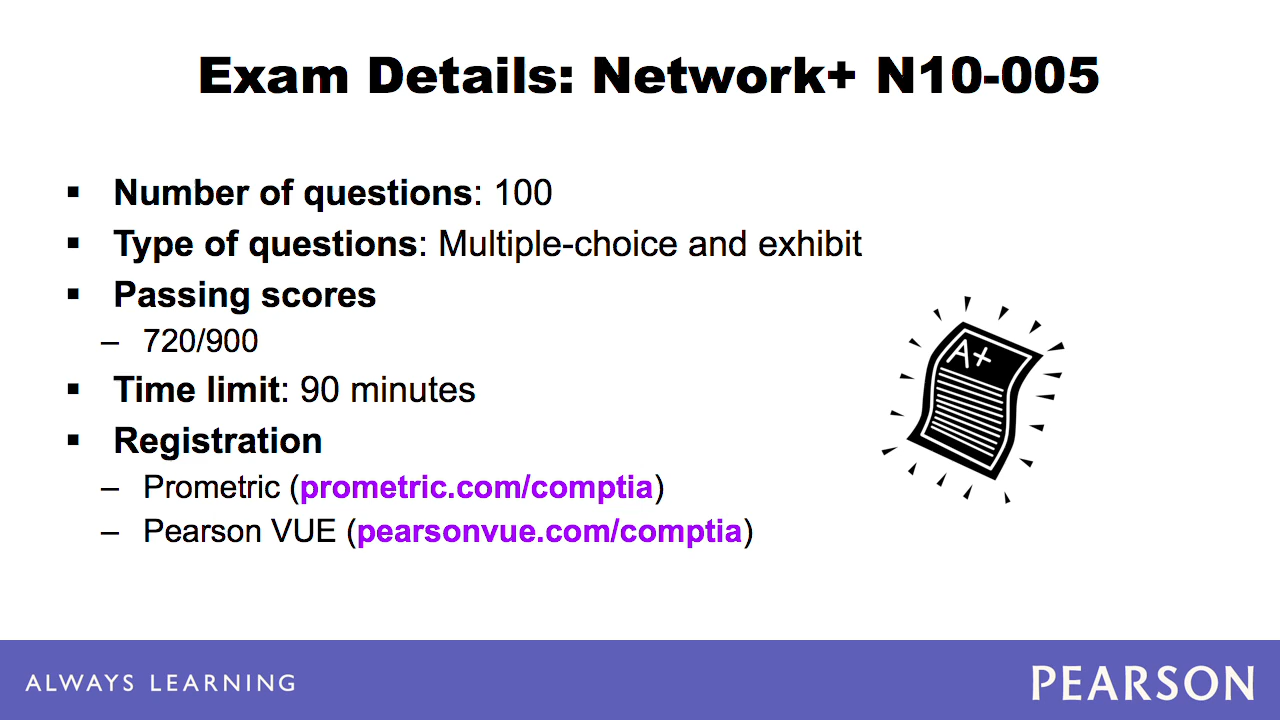 Exam Details: Network+ N10-005
▪ Number of questions: 100
▪ Type of questions: Multiple-choice and exhibit
▪ Passing scores
– 720/900
A+
▪ Time limit: 90 minutes
▪ Registration
– Prometric (prometric.com/comptia)
– Pearson VUE (pearsonvue.com/comptia)
ALWAYS LEARNING
PEARSON